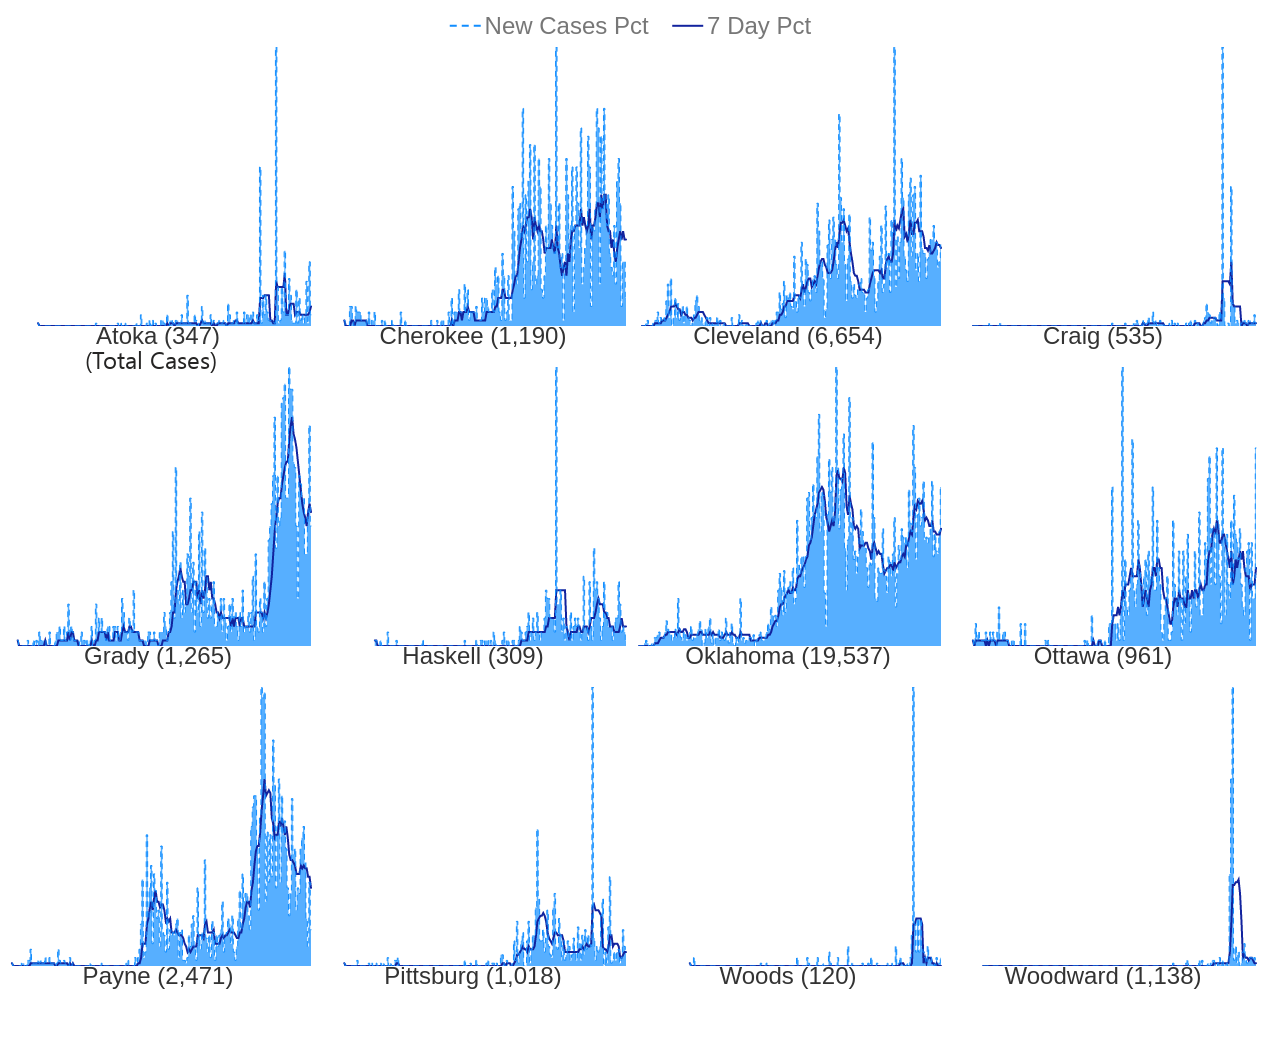 New Cases Pct 7 Day Pct
Atoka (347) Cherokee (1,190) Cleveland (6,654) Craig (535)
(Total Cases)
Grady (1,265) Haskell (309) Oklahoma (19,537) Ottawa (961)
Payne (2,471) Pittsburg (1,018) Woods (120) Woodward (1,138)